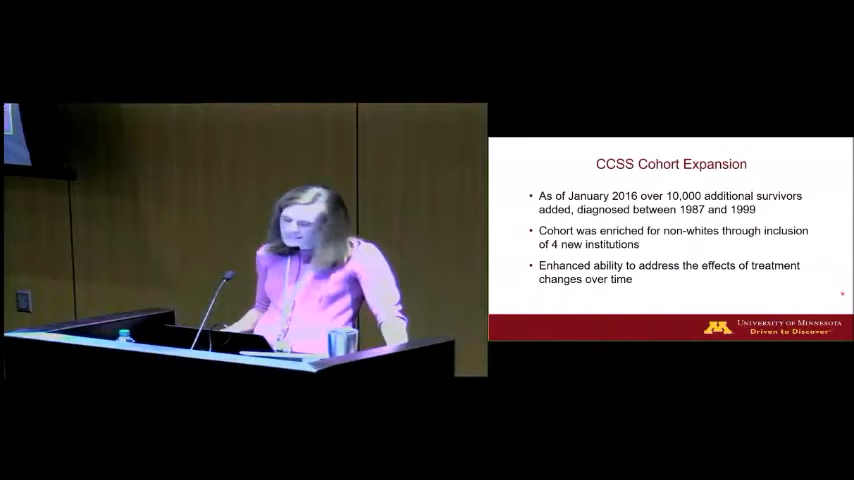 CCSS Cohort Expansion
• As of January 2016 over 10,000 additional survivors
added, diagnosed between 1987 and 1999
• Cohort was enriched for non-whites through inclusion
of 4 new institutions
• Enhanced ability to address the effects of treatment
changes over time
UNIVERSITY OF MINNESOTA
Driven to Discover